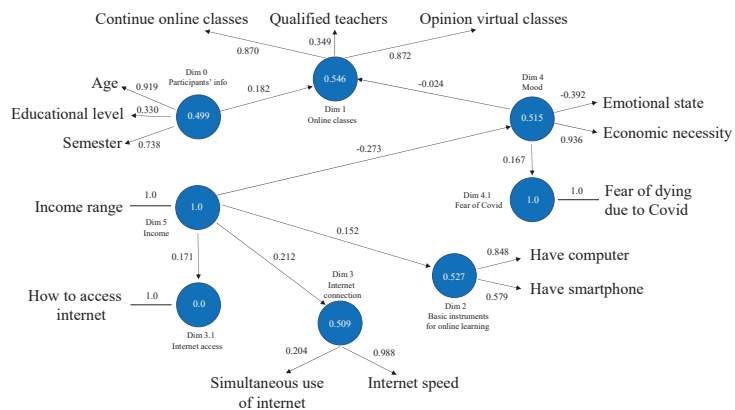 Continue online classes
Qualified teachers
Opinion virtual classes
0.870
0.349
0.872
Dim 0
Participants' info
0.546
Dim 1
Online classes
-0.024
Dim 4
Mood
Age
0.919
Educational level
0.330
Semester
0.738
0.499
0.182
0.515
-0.392
Emotional state
0.936
Economic necessity
-0.273
0.167
Income range
1.0
1.0
Dim 5
Income
Dim 4.1
Fear of Covid
1.0
1.0
Fear of dying
due to Covid
0.152
0.171
0.212
0.527
0.848
Have computer
0.579
Have smartphone
Dim 2
Basic instruments
for online learning
How to access
internet
1.0
0.0
Dim 3.1
Internet access
Dim 3
Internet
connection
0.509
0.204
0.988
Simultaneous use
of internet
Internet speed